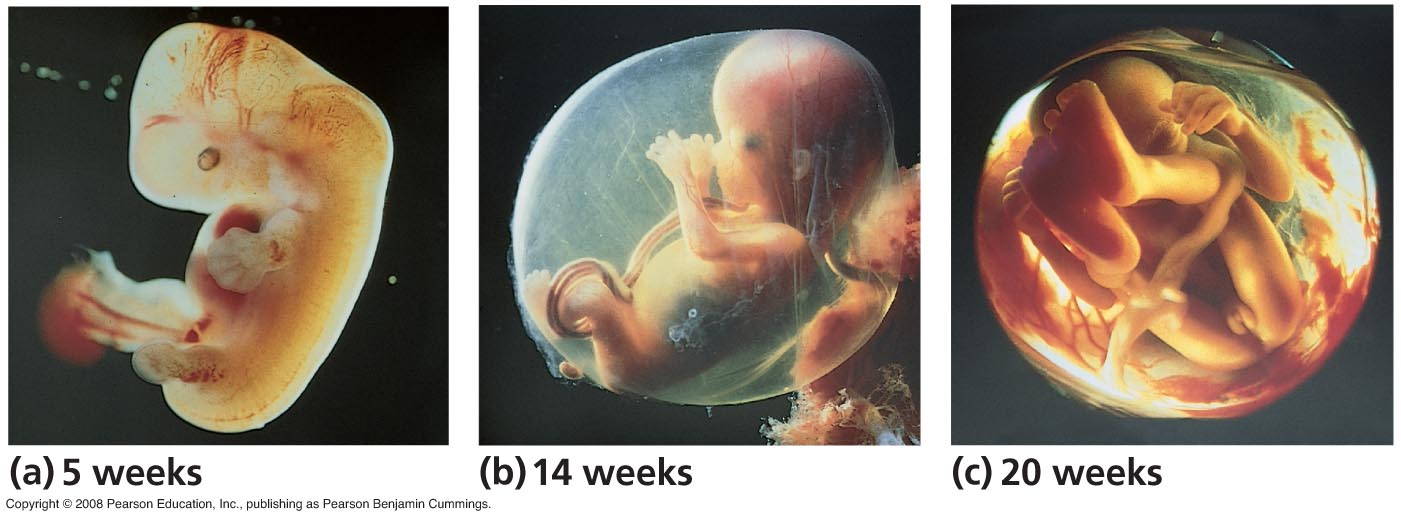 (a) 5 weeks (b) 14 weeks (c) 20 weeks
Copyright © 2008 Pearson Education, Inc., publishing as Pearson Benjamin Cummings.